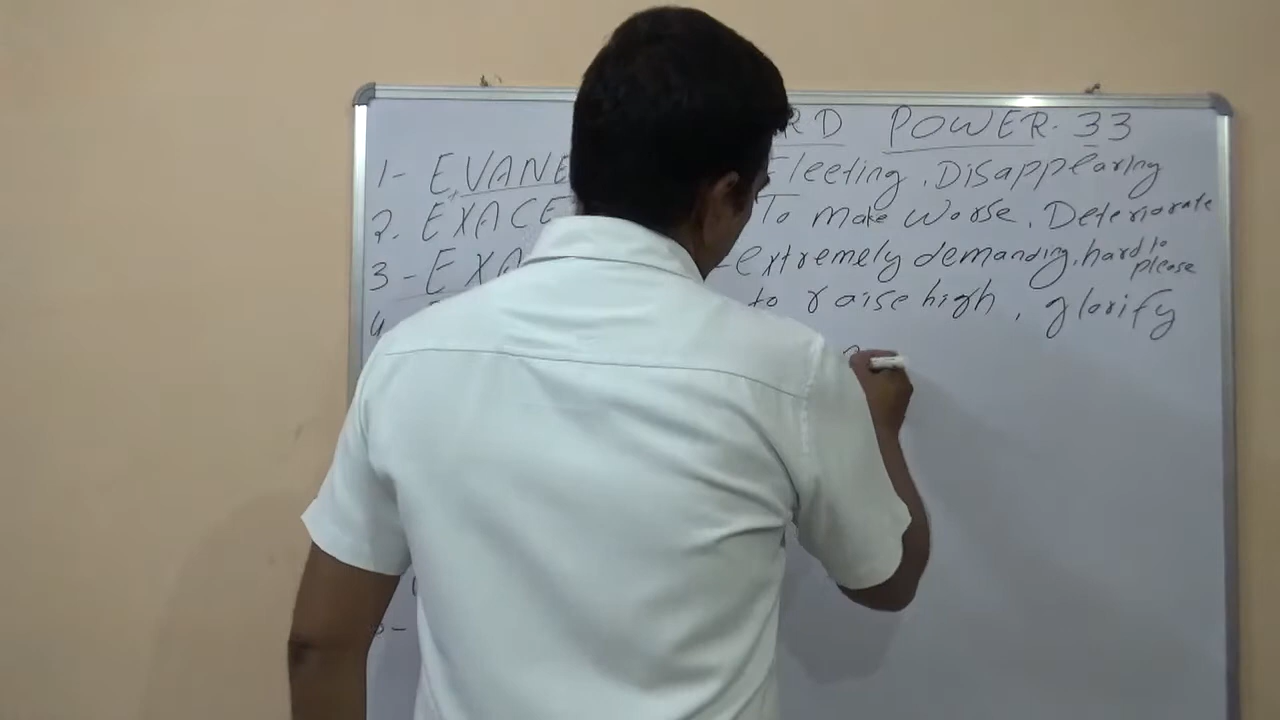 RD POWER. 33
1- EVANE Fleeting, Disappearing
2. EXACE To make worse. Deteriorate
3 - EXA - extremely demanding. hard to please
4 to raise high, glorify